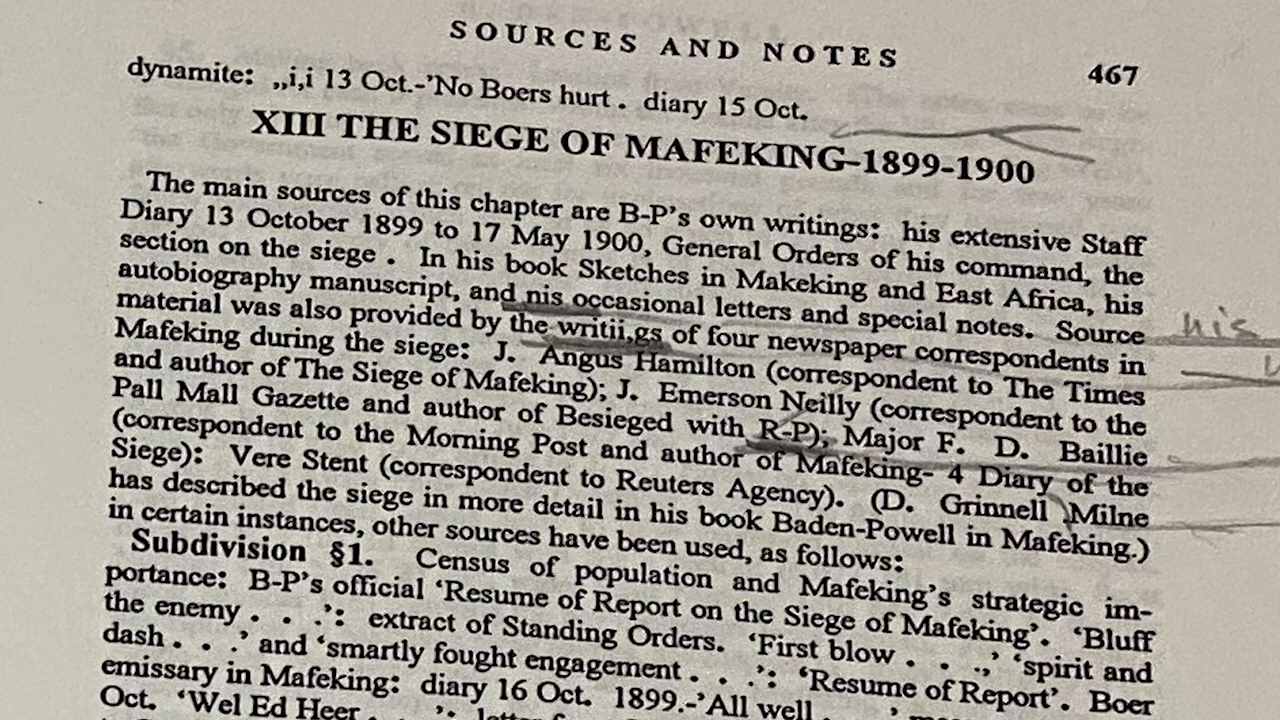 SOURCES AND NOTES
467
dynamite: „i,i 13 Oct.-'No Boers hurt . diary 15 Oct.
XIII THE SIEGE OF MAFEKING-1899-1900
The main sources of this chapter are B-P's own writings: his extensive Staff
Diary 13 October 1899 to 17 May 1900, General Orders of his command, the
section on the siege . In his book Sketches in Makeking and East Africa, his
autobiography manuscript, and nis occasional letters and special notes. Source
material was also provided by the writii,gs of four newspaper correspondents in
Mafeking during the siege: J. Angus Hamilton (correspondent to The Times
and author of The Siege of Mafeking); J. Emerson Neilly (correspondent to the
Pall Mall Gazette and author of Besieged with R-P); Major F. D. Baillie
(correspondent to the Morning Post and author of Mafeking- 4 Diary of the
Siege): Vere Stent (correspondent to Reuters Agency). (D. Grinnell Milne
has described the siege in more detail in his book Baden-Powell in Mafeking.)
in certain instances, other sources have been used, as follows:
Subdivision §1. Census of population and Mafeking's strategic im-
portance: B-P's official 'Resume of Report on the Siege of Mafeking'. 'Bluff
the enemy . . .': extract of Standing Orders. 'First blow . . .,' 'spirit and
dash . . .' and 'smartly fought engagement . . .': 'Resume of Report'. Boer
emissary in Mafeking: diary 16 Oct. 1899.-'All well
Oct. 'Wel Ed Heer
his